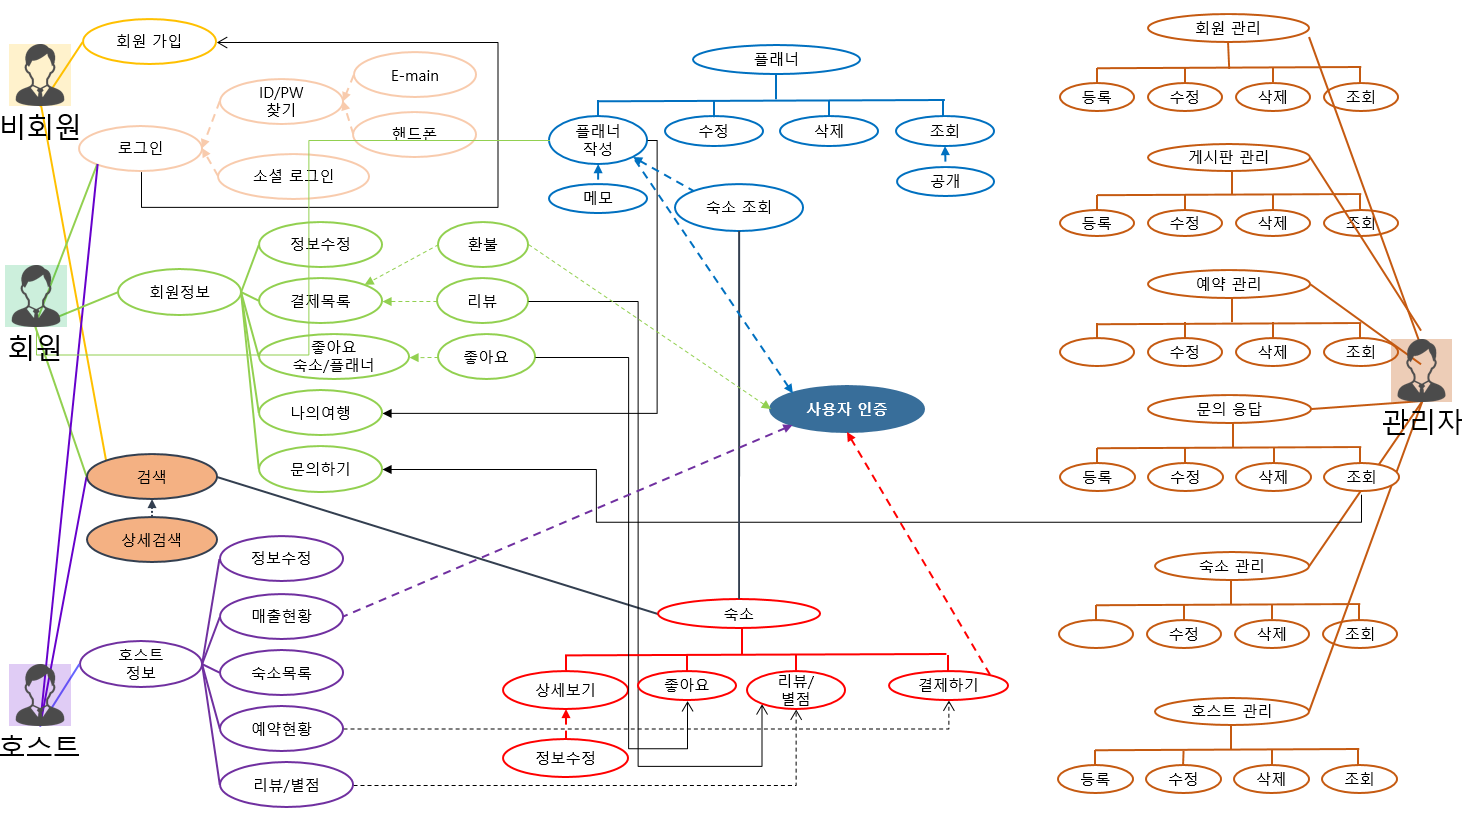 회원 가입
비회원
ID/PW
찾기
E-main
핸드폰
로그인
소셜 로그인
회원
회원정보
정보수정
결제목록
좋아요
숙소/플래너
나의여행
문의하기
환불
리뷰
좋아요
검색
상세검색
호스트
호스트
정보
정보수정
매출현황
숙소목록
예약현황
리뷰/별점
플래너
플래너
작성
수정
삭제
조회
메모
숙소 조회
공개
사용자 인증
숙소
상세보기
좋아요
리뷰/
별점
결제하기
정보수정
회원 관리
등록
수정
삭제
조회
게시판 관리
등록
수정
삭제
조회
예약 관리
수정
삭제
조회
관리자
문의 응답
등록
수정
삭제
조회
숙소 관리
수정
삭제
조회
호스트 관리
등록
수정
삭제
조회